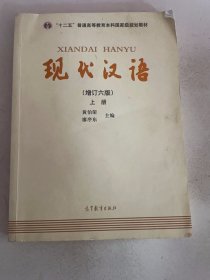 “十二五”普通高等教育本科国家级规划教材
XIANDAI HANYU
现代汉语
(增订六版)
上册
黄伯荣
廖序东
主编
高等教育出版社